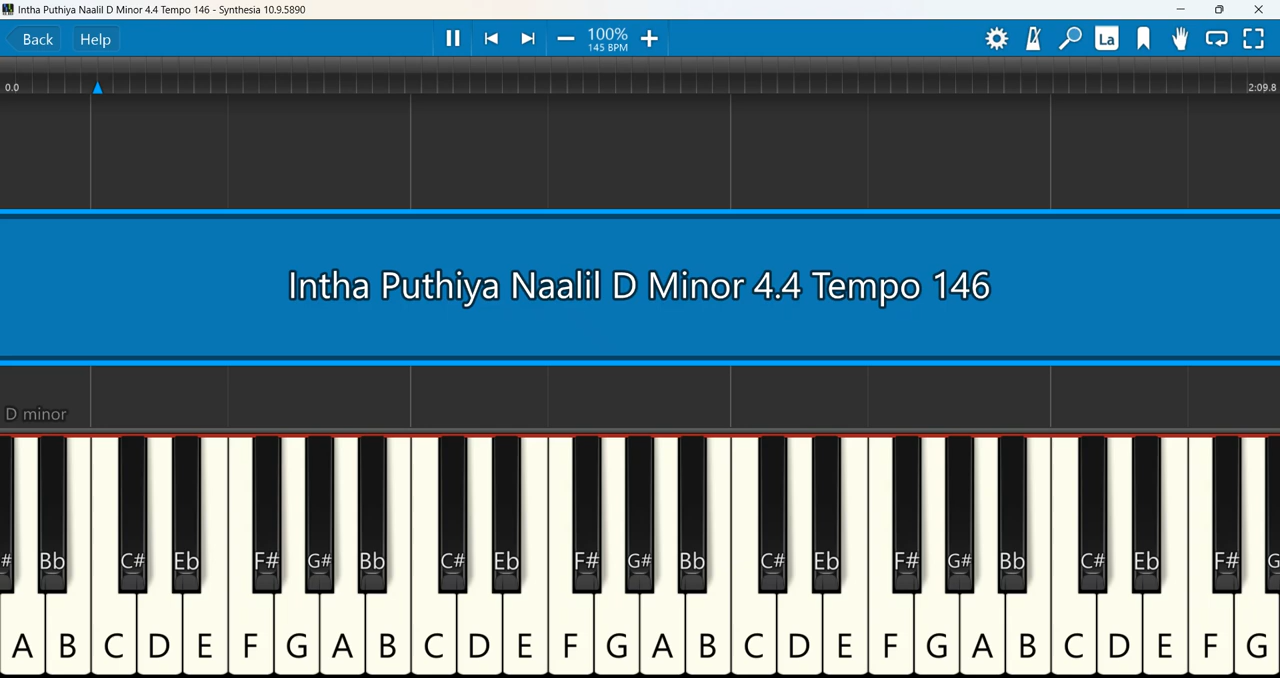 Intha Puthiya Naalil D Minor 4.4 Tempo 146 - Synthesia 10.9.5890
Back Help 100% La
145 BPM
0.0 2:09.8
Intha Puthiya Naalil D Minor 4.4 Tempo 146
D minor
# Bb C# Eb F# G# Bb C# Eb F# G# Bb C# Eb F# G# Bb C# Eb F# G
A B C D E F G A B C D E F G A B C D E F G A B C D E F G